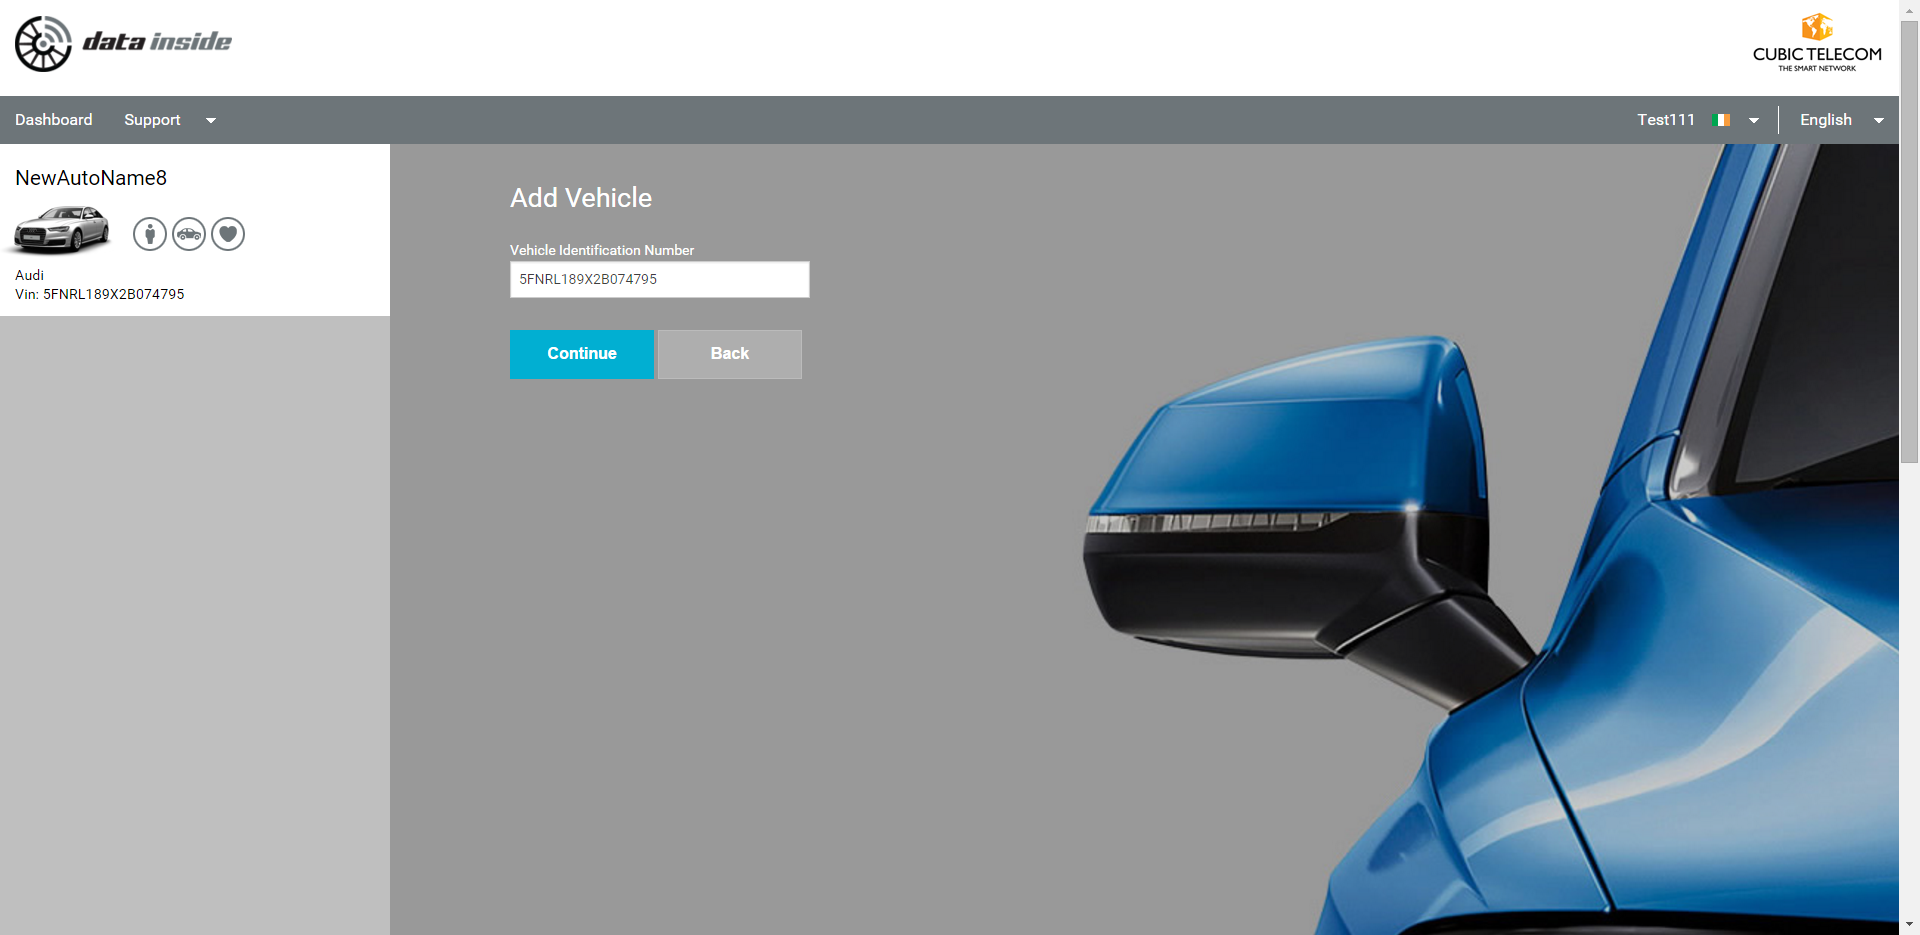 data inside
CUBIC TELECOM
THE SMART NETWORK
Dashboard Support Test111 English
NewAutoName8
Audi
Vin: 5FNRL189X2B074795
Add Vehicle
Vehicle Identification Number
5FNRL189X2B074795
Continue Back